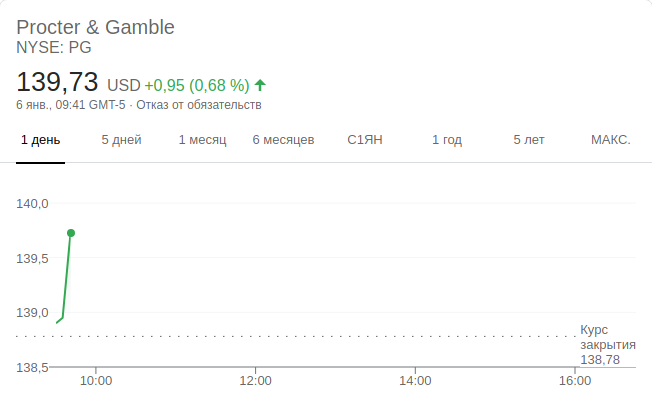 Procter & Gamble
NYSE: PG
139,73 USD +0,95 (0,68 %)
6 янв., 09:41 GMT-5 · Отказ от обязательств
1 день 5 дней 1 месяц 6 месяцев С1ЯН 1 год 5 лет МАКС.
140,0
139,5
139,0
Курс
закрытия
138,78
138,5
10:00 12:00 14:00 16:00